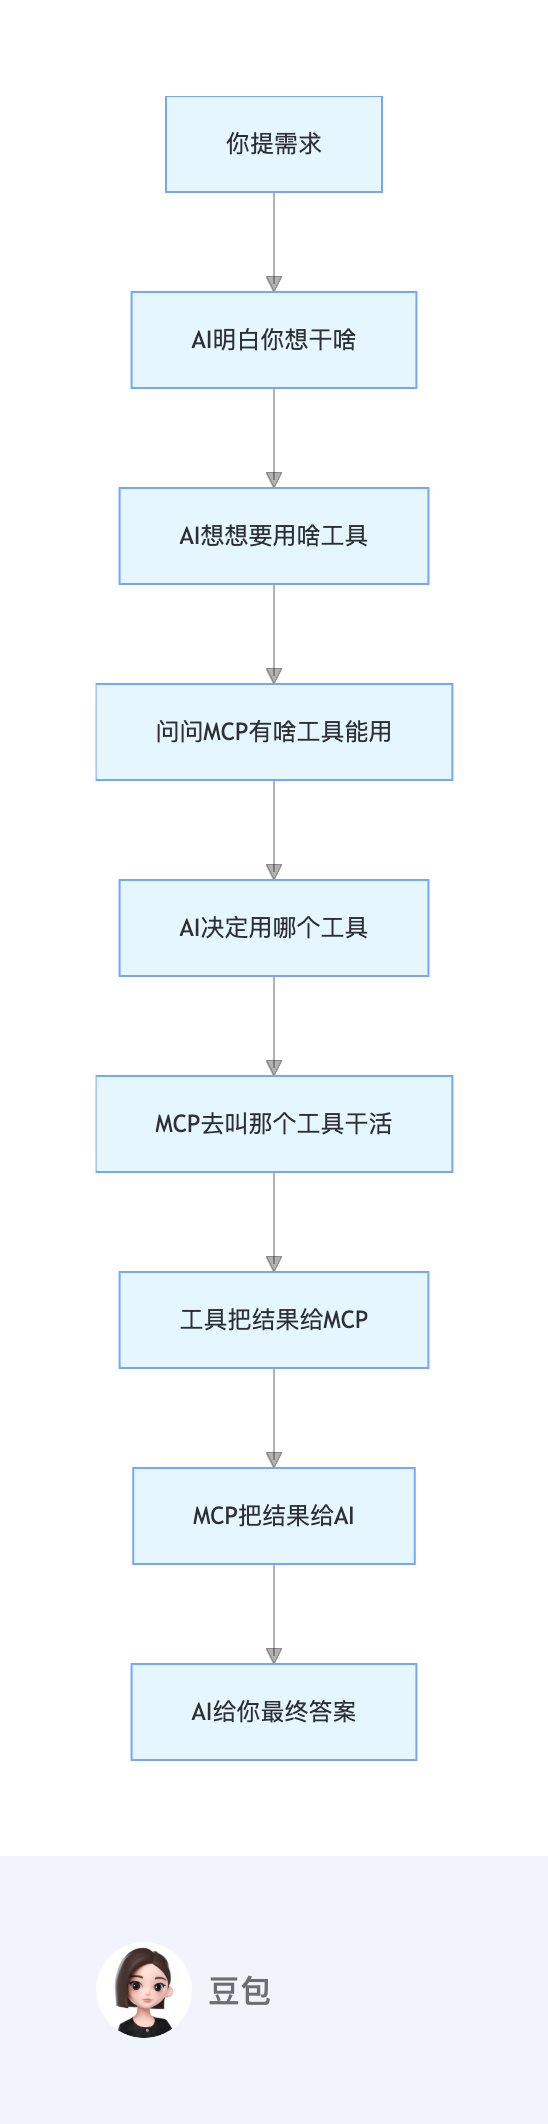 你提需求
AI明白你想干啥
AI想想要用啥工具
问问MCP有啥工具能用
AI决定用哪个工具
MCP去叫那个工具干活
工具把结果给MCP
MCP把结果给AI
AI给你最终答案
豆包